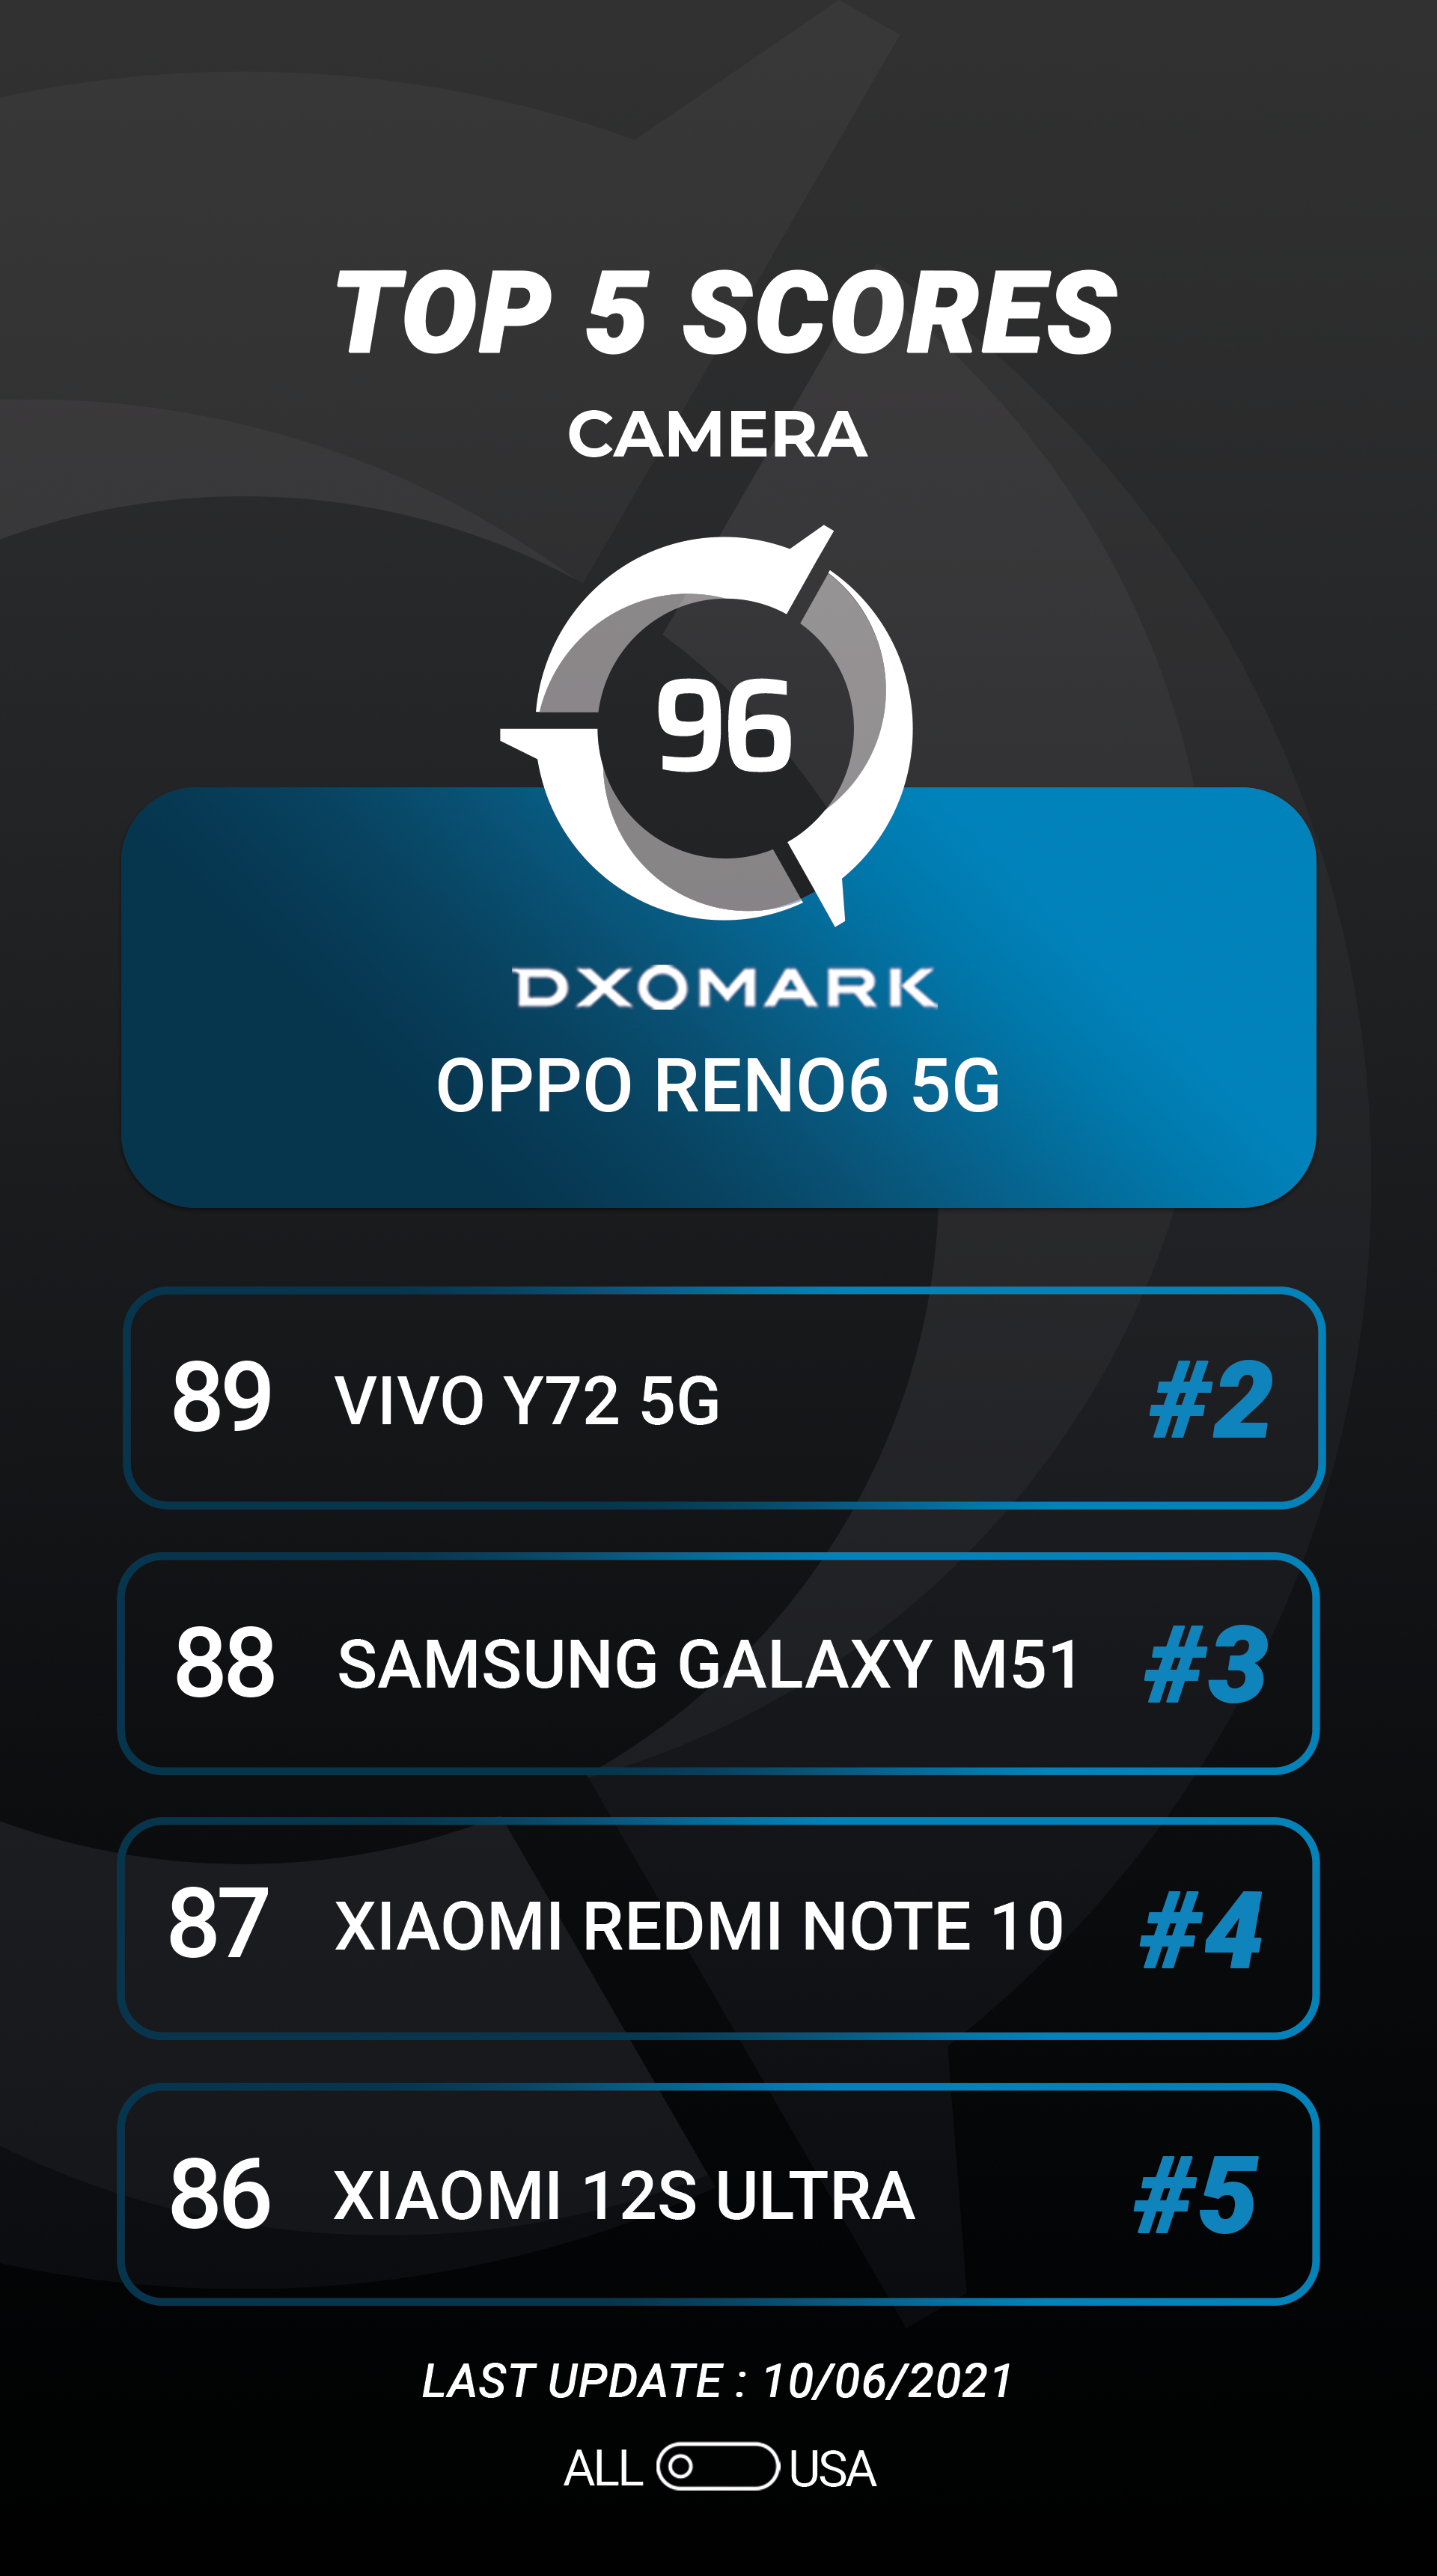 TOP 5 SCORES
CAMERA
96
DXOMARK
OPPO RENO6 5G
89 VIVO Y72 5G #2
88 SAMSUNG GALAXY M51 #3
87 XIAOMI REDMI NOTE 10 #4
86 XIAOMI 12S ULTRA #5
LAST UPDATE : 10/06/2021
ALL USA